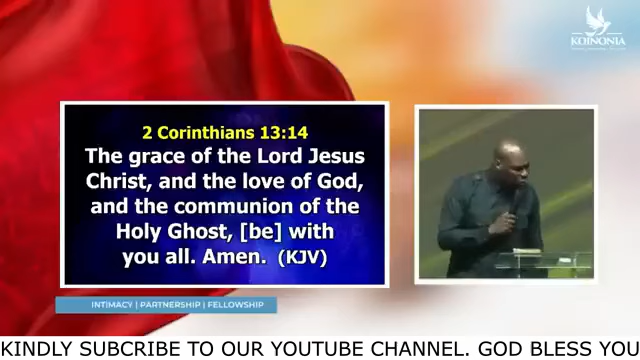 KOINONIA
2 Corinthians 13:14
The grace of the Lord Jesus
Christ, and the love of God,
and the communion of the
Holy Ghost, [be] with
you all. Amen. (KJV)
INTIMACY | PARTNERSHIP | FELLOWSHIP
KINDLY SUBCRIBE TO OUR YOUTUBE CHANNEL. GOD BLESS YOU